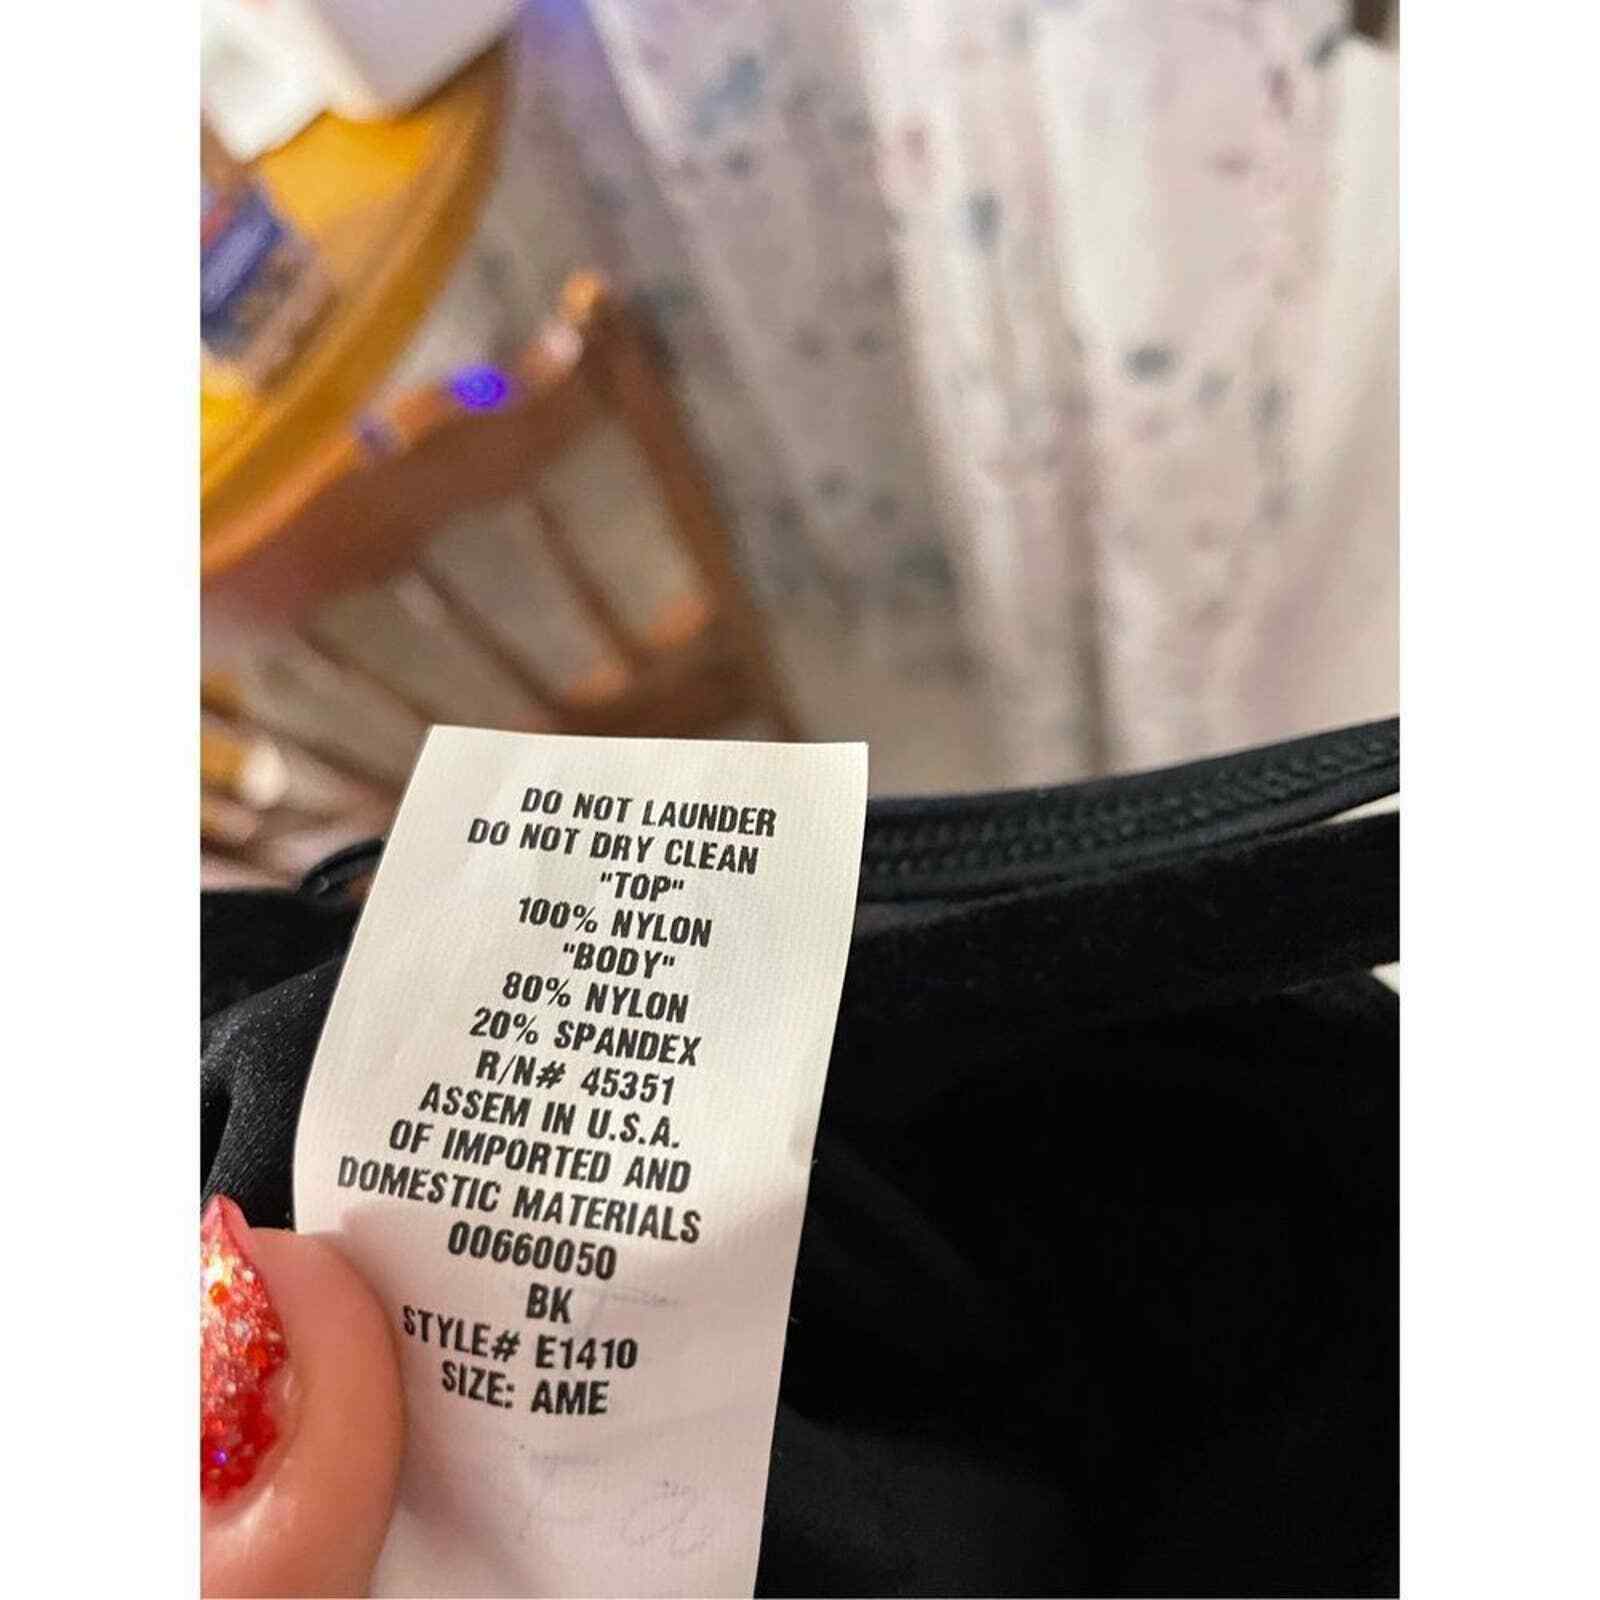 DO NOT LAUNDER
DO NOT DRY CLEAN
"TOP"
100% NYLON
"BODY"
80% NYLON
20% SPANDEX
R/N# 45351
ASSEM IN U.S.A.
OF IMPORTED AND
DOMESTIC MATERIALS
00660050
BK
STYLE# E1410
SIZE: AME